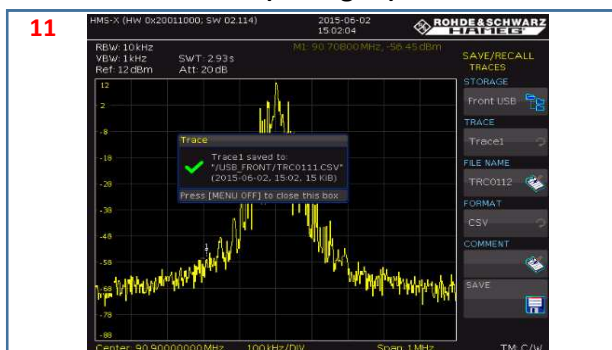 11
HMS-X (HW 0x20011000; SW 02.114)
2015-06-02
15:02:04
ROHDE&SCHWARZ
HAMEG
RBW: 10kHz
VBW: 1kHz
Ref: 12dBm
SWT: 2.93s
Att: 20dB
M1: 90.70800MHz, -56.45dBm
SAVE/RECALL
TRACES
STORAGE
Front USB
TRACE
Trace1
FILE NAME
TRC0112
FORMAT
CSV
COMMENT
SAVE
12
2
-8
-18
-28
-38
-48
-58
-68
-78
-88
Trace
Trace1 saved to:
"/USB_FRONT/TRC0111.CSV"
(2015-06-02, 15:02, 15 KiB)
Press [MENU OFF] to close this box
1
Center: 90.90000000MHz
100kHz/DIV
Span: 1MHz
TM: C/W